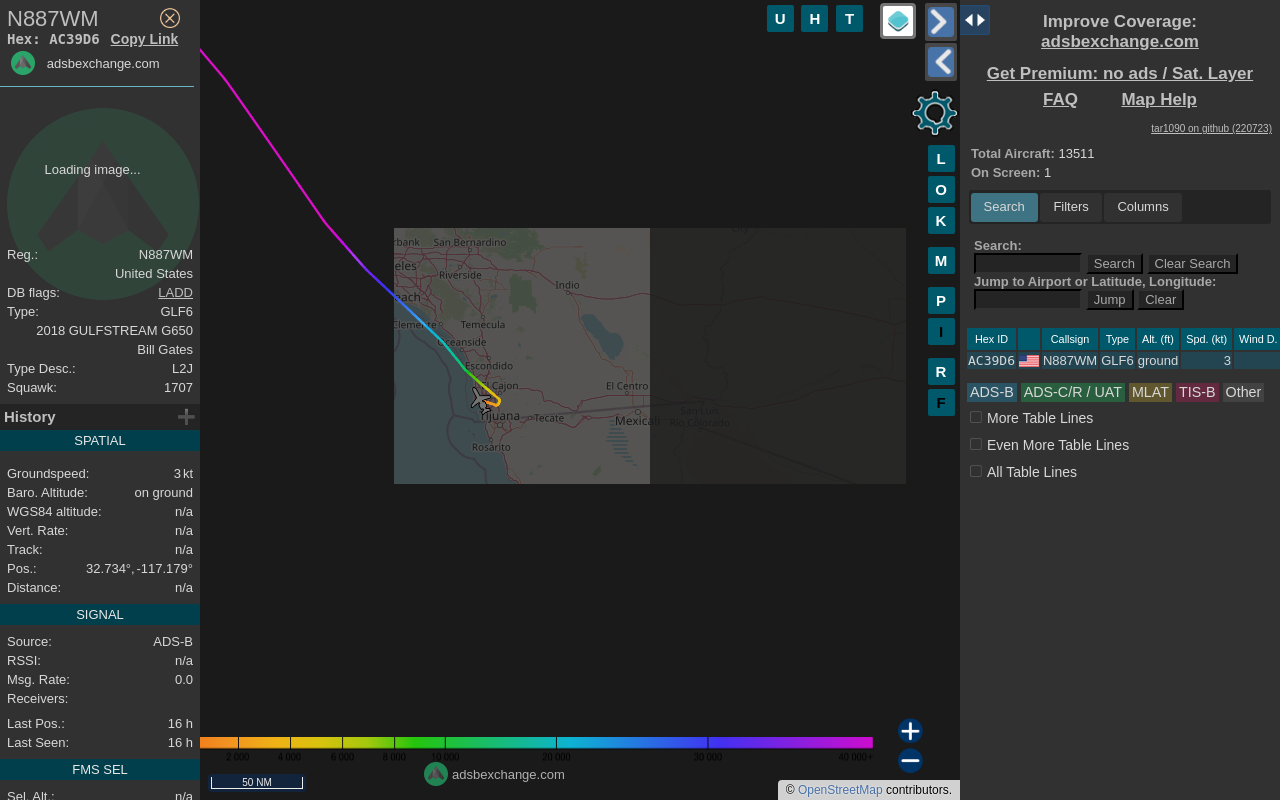 N887WM
Hex: AC39D6 Copy Link
adsbexchange.com
Loading image...
Reg.: N887WM
United States
DB flags: LADD
Type: GLF6
2018 GULFSTREAM G650
Bill Gates
Type Desc.: L2J
Squawk: 1707
History
SPATIAL
Groundspeed: 3 kt
Baro. Altitude: on ground
WGS84 altitude: n/a
Vert. Rate: n/a
Track: n/a
Pos.: 32.734°, -117.179°
Distance: n/a
SIGNAL
Source: ADS-B
RSSI: n/a
Msg. Rate: 0.0
Receivers:
Last Pos.: 16 h
Last Seen: 16 h
FMS SEL
Sel. Alt.: n/a
U H T
L
O
K
M
P
I
R
F
rbank San Bernardino
eles
Riverside
Indio
each
Clemente Temecula
Oceanside
Escondido
El Cajon
El Centro
Tijuana Tecate Mexicali
San Luis
Río Colorado
Rosarito
2 000 4 000 6 000 8 000 10 000 20 000 30 000 40 000+
adsbexchange.com
50 NM
© OpenStreetMap contributors.
Improve Coverage:
adsbexchange.com
Get Premium: no ads / Sat. Layer
FAQ Map Help
tar1090 on github (220723)
Total Aircraft: 13511
On Screen: 1
Search Filters Columns
Search:
Search Clear Search
Jump to Airport or Latitude, Longitude:
Jump Clear
Hex ID Callsign Type Alt. (ft) Spd. (kt) Wind D.
AC39D6 N887WM GLF6 ground 3
ADS-B ADS-C/R / UAT MLAT TIS-B Other
More Table Lines
Even More Table Lines
All Table Lines